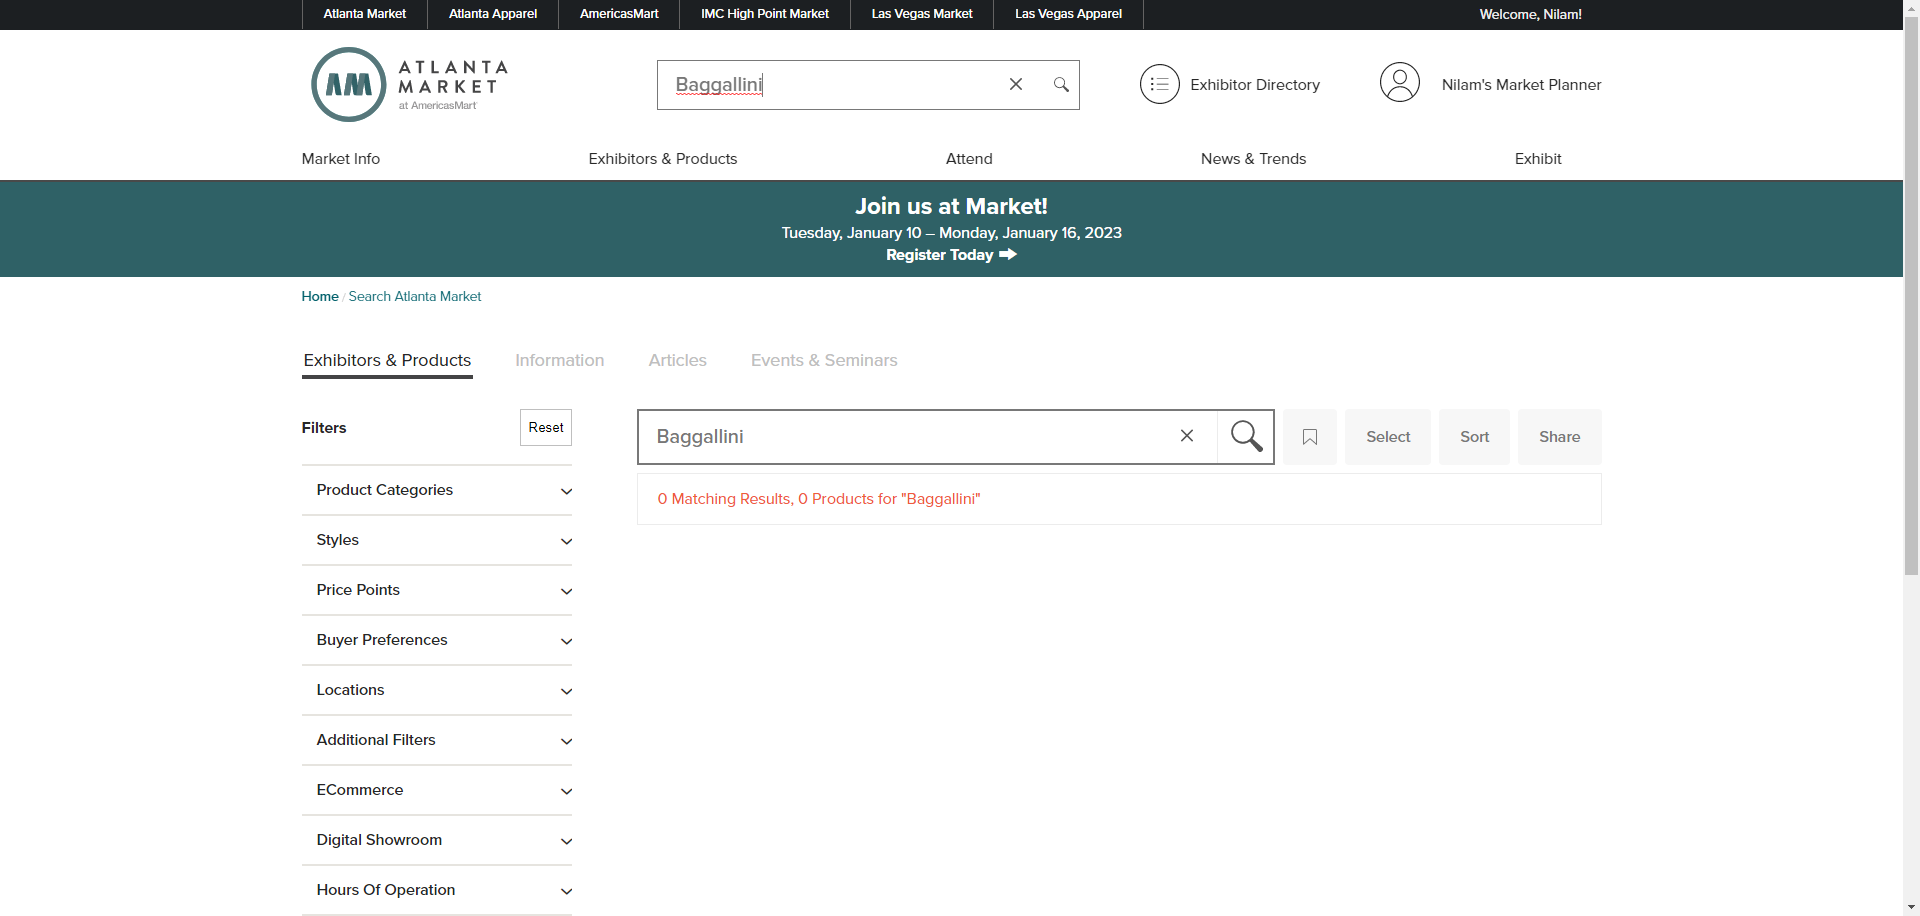 Atlanta Market
Atlanta Apparel
AmericasMart
IMC High Point Market
Las Vegas Market
Las Vegas Apparel
Welcome, Nilam!
AM
ATLANTA
MARKET
at AmericasMart
Baggallini
Exhibitor Directory
Nilam's Market Planner
Market Info
Exhibitors & Products
Attend
News & Trends
Exhibit
Join us at Market!
Tuesday, January 10 – Monday, January 16, 2023
Register Today
Home / Search Atlanta Market
Exhibitors & Products
Information
Articles
Events & Seminars
Filters
Reset
Baggallini
Select
Sort
Share
0 Matching Results, 0 Products for "Baggallini"
Product Categories
Styles
Price Points
Buyer Preferences
Locations
Additional Filters
ECommerce
Digital Showroom
Hours Of Operation